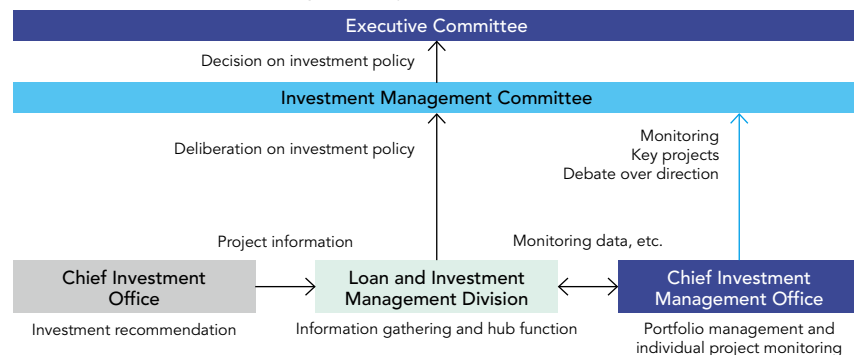 Executive Committee
Decision on investment policy
Investment Management Committee
Deliberation on investment policy
Monitoring
Key projects
Debate over direction
Project information
Monitoring data, etc.
Chief Investment
Office
Loan and Investment
Management Division
Chief Investment
Management Office
Investment recommendation
Information gathering and hub function
Portfolio management and
individual project monitoring